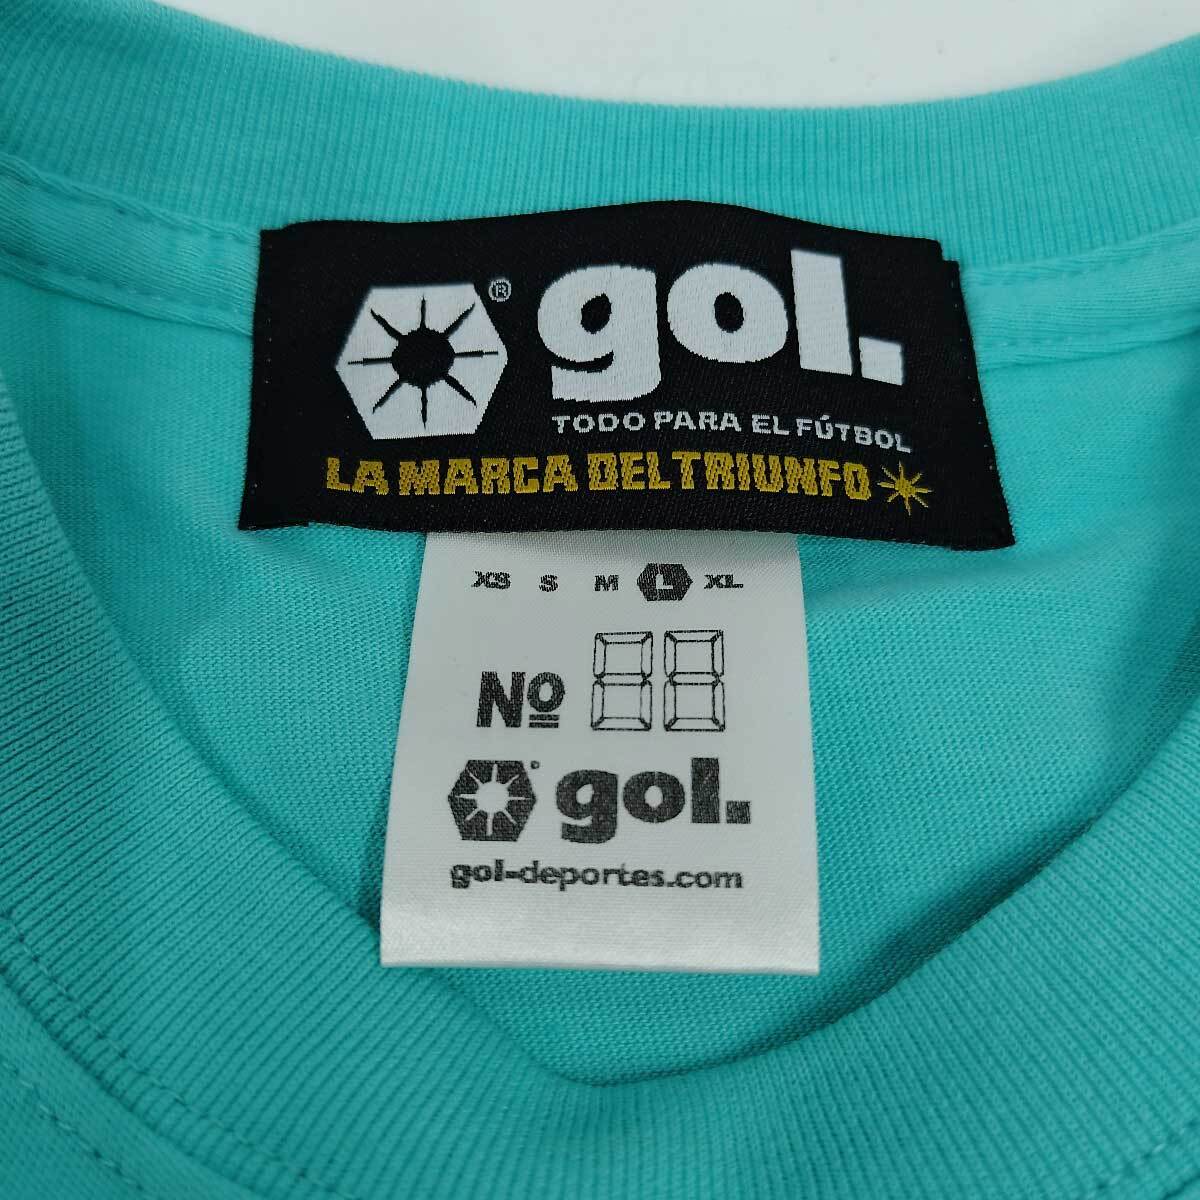 ® gol.
TODO PARA EL FÚTBOL
LA MARCA DEL TRIUNFO
XS S M L XL
Nº
gol.
gol-deportes.com